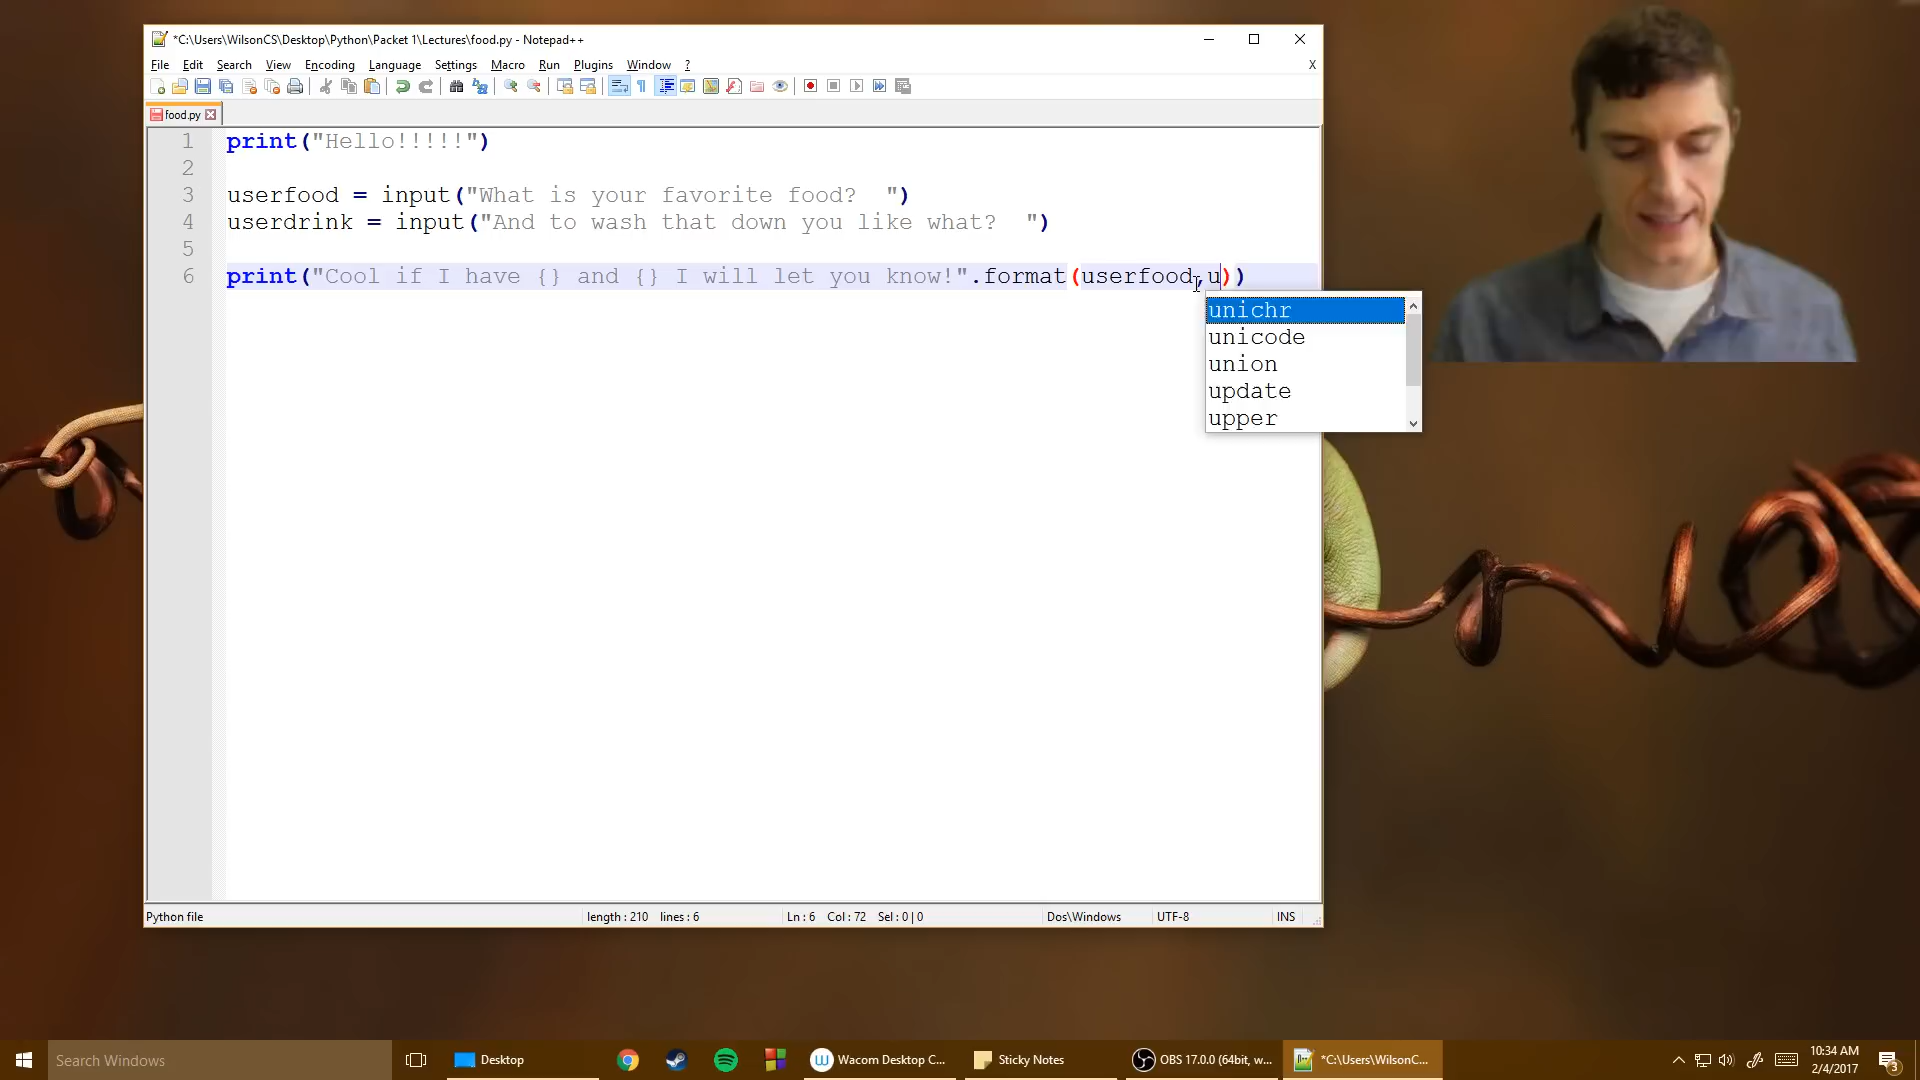 *C:\Users\WilsonCS\Desktop\Python\Packet 1\Lectures\food.py - Notepad++
File Edit Search View Encoding Language Settings Macro Run Plugins Window ? X
food.py
1 print("Hello!!!!!")
2
3 userfood = input("What is your favorite food?  ")
4 userdrink = input("And to wash that down you like what?  ")
5
6 print("Cool if I have {} and {} I will let you know!".format(userfood,u))
unichr
unicode
union
update
upper
Python file length : 210 lines : 6 Ln : 6 Col : 72 Sel : 0 | 0 Dos\Windows UTF-8 INS
Search Windows Desktop Wacom Desktop C... Sticky Notes OBS 17.0.0 (64bit, w... *C:\Users\WilsonC... 10:34 AM
2/4/2017 3